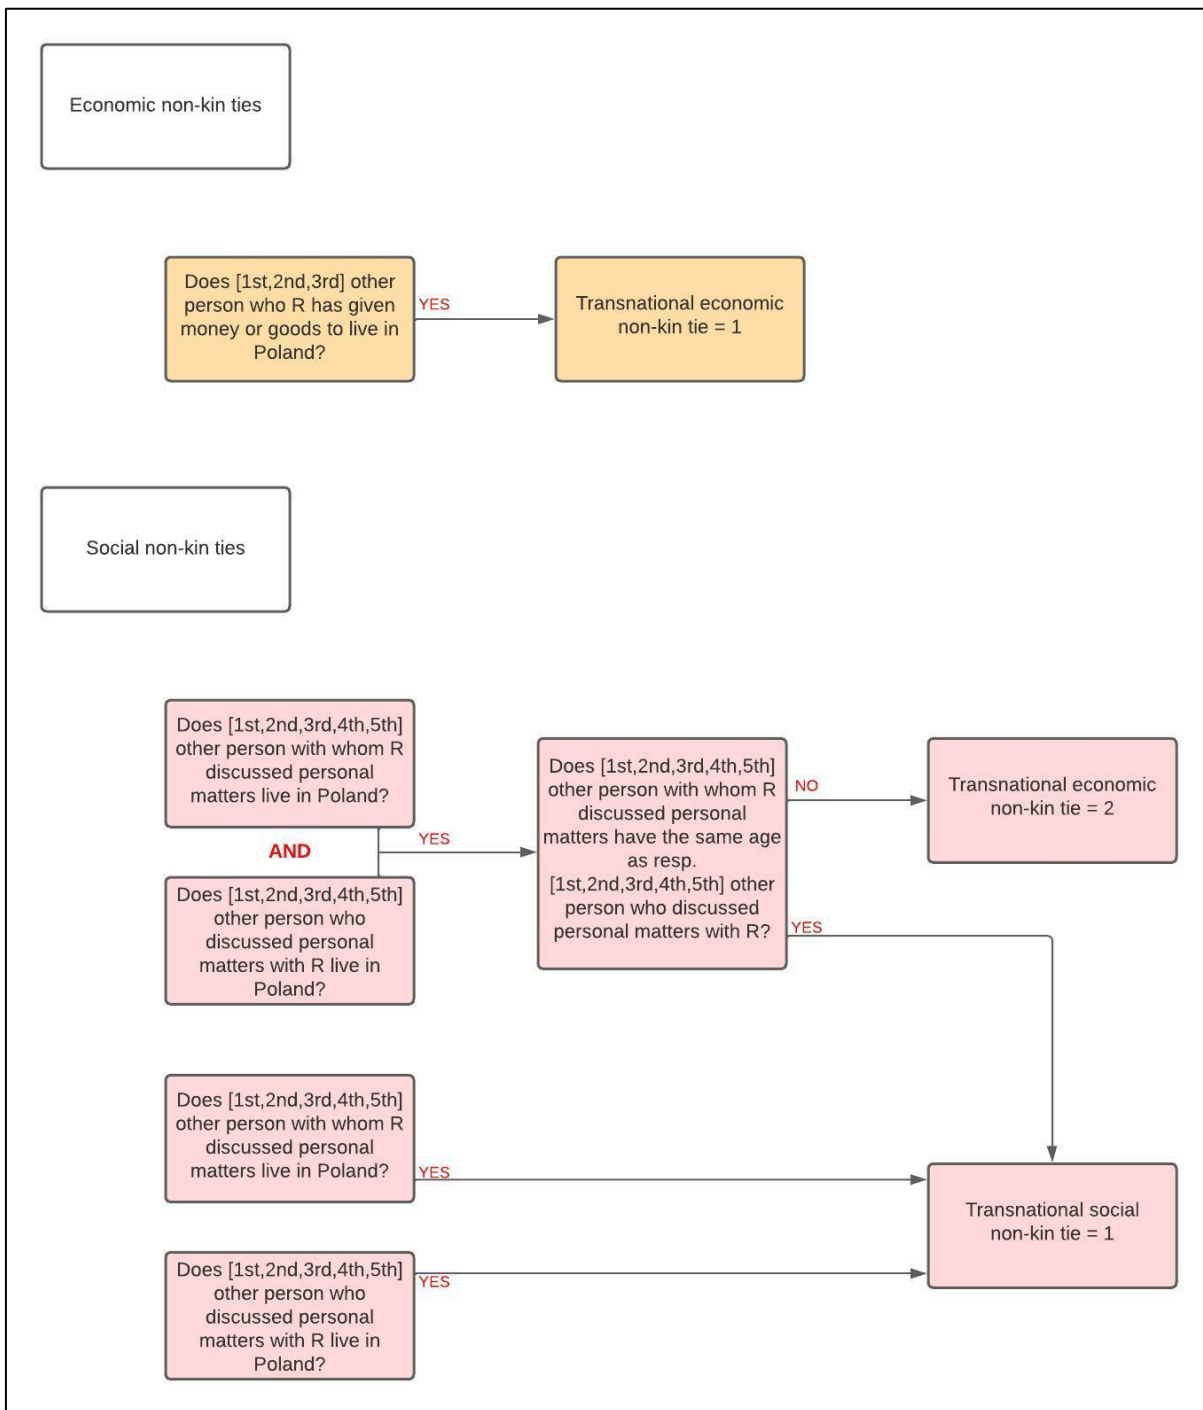 Economic non-kin ties
Does [1st,2nd,3rd] other
person who R has given
money or goods to live in
Poland?
YES
Transnational economic
non-kin tie = 1
Social non-kin ties
Does [1st,2nd,3rd,4th,5th]
other person with whom R
discussed personal
matters live in Poland?
AND
YES
Does [1st,2nd,3rd,4th,5th]
other person who
discussed personal
matters with R live in
Poland?
Does [1st,2nd,3rd,4th,5th]
other person with whom R
discussed personal
matters have the same age
as resp.
[1st,2nd,3rd,4th,5th] other
person who discussed
personal matters with R?
NO
Transnational economic
non-kin tie = 2
YES
Does [1st,2nd,3rd,4th,5th]
other person with whom R
discussed personal
matters live in Poland?
YES
Transnational social
non-kin tie = 1
Does [1st,2nd,3rd,4th,5th]
other person who
discussed personal
matters with R live in
Poland?
YES